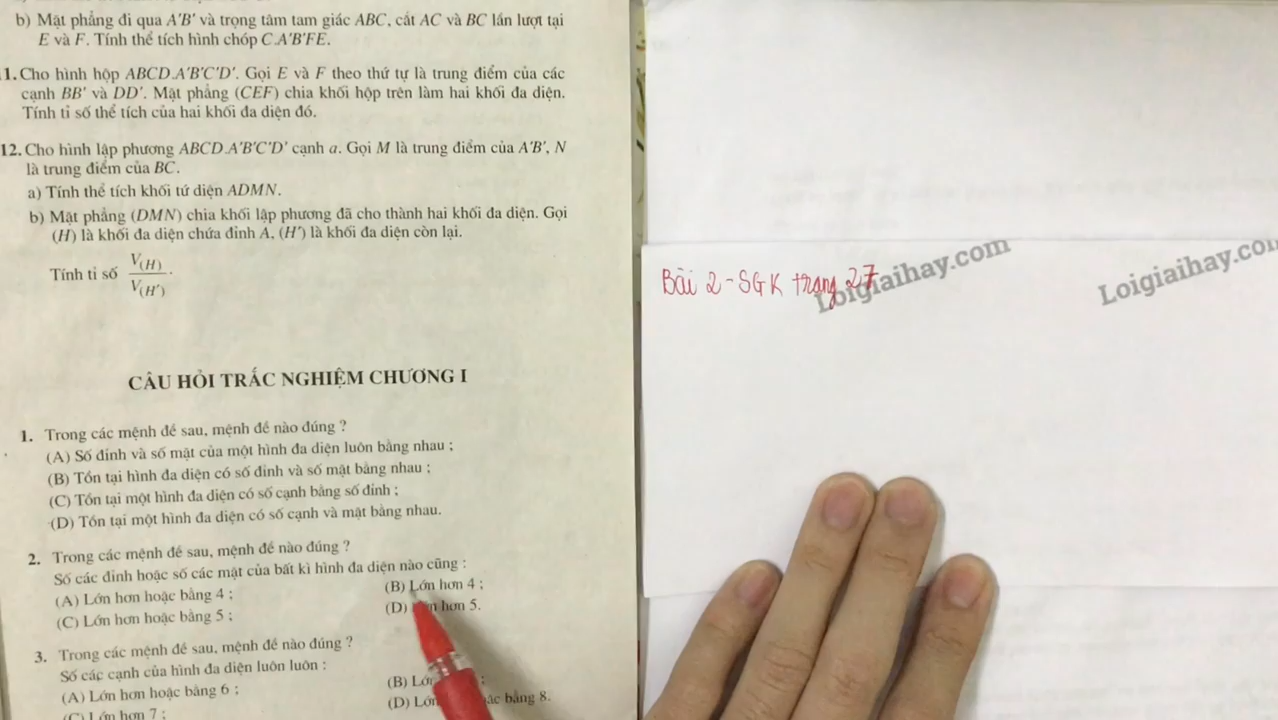 b) Mặt phẳng đi qua A'B' và trọng tâm tam giác ABC, cắt AC và BC lần lượt tại
E và F. Tính thể tích hình chóp C.A'B'FE.
1. Cho hình hộp ABCD.A'B'C'D'. Gọi E và F theo thứ tự là trung điểm của các
cạnh BB' và DD'. Mặt phẳng (CEF) chia khối hộp trên làm hai khối đa diện.
Tính tỉ số thể tích của hai khối đa diện đó.
12. Cho hình lập phương ABCD.A'B'C'D' cạnh a. Gọi M là trung điểm của A'B', N
là trung điểm của BC.
a) Tính thể tích khối tứ diện ADMN.
b) Mặt phẳng (DMN) chia khối lập phương đã cho thành hai khối đa diện. Gọi
(H) là khối đa diện chứa đỉnh A, (H') là khối đa diện còn lại.
Tính tỉ số V(H) / V(H') .
CÂU HỎI TRẮC NGHIỆM CHƯƠNG I
1. Trong các mệnh đề sau, mệnh đề nào đúng ?
(A) Số đỉnh và số mặt của một hình đa diện luôn bằng nhau ;
(B) Tồn tại hình đa diện có số đỉnh và số mặt bằng nhau ;
(C) Tồn tại một hình đa diện có số cạnh bằng số đỉnh ;
(D) Tồn tại một hình đa diện có số cạnh và mặt bằng nhau.
2. Trong các mệnh đề sau, mệnh đề nào đúng ?
Số các đỉnh hoặc số các mặt của bất kì hình đa diện nào cũng :
(A) Lớn hơn hoặc bằng 4 ; (B) Lớn hơn 4 ;
(C) Lớn hơn hoặc bằng 5 ; (D) hơn 5.
3. Trong các mệnh đề sau, mệnh đề nào đúng ?
Số các cạnh của hình đa diện luôn luôn :
(A) Lớn hơn hoặc bằng 6 ; (B) ;
(C) Lớn hơn 7 ; (D) bằng 8.
Bài 2 - SGK trang 27
Loigiaihay.com
Loigiaihay.com